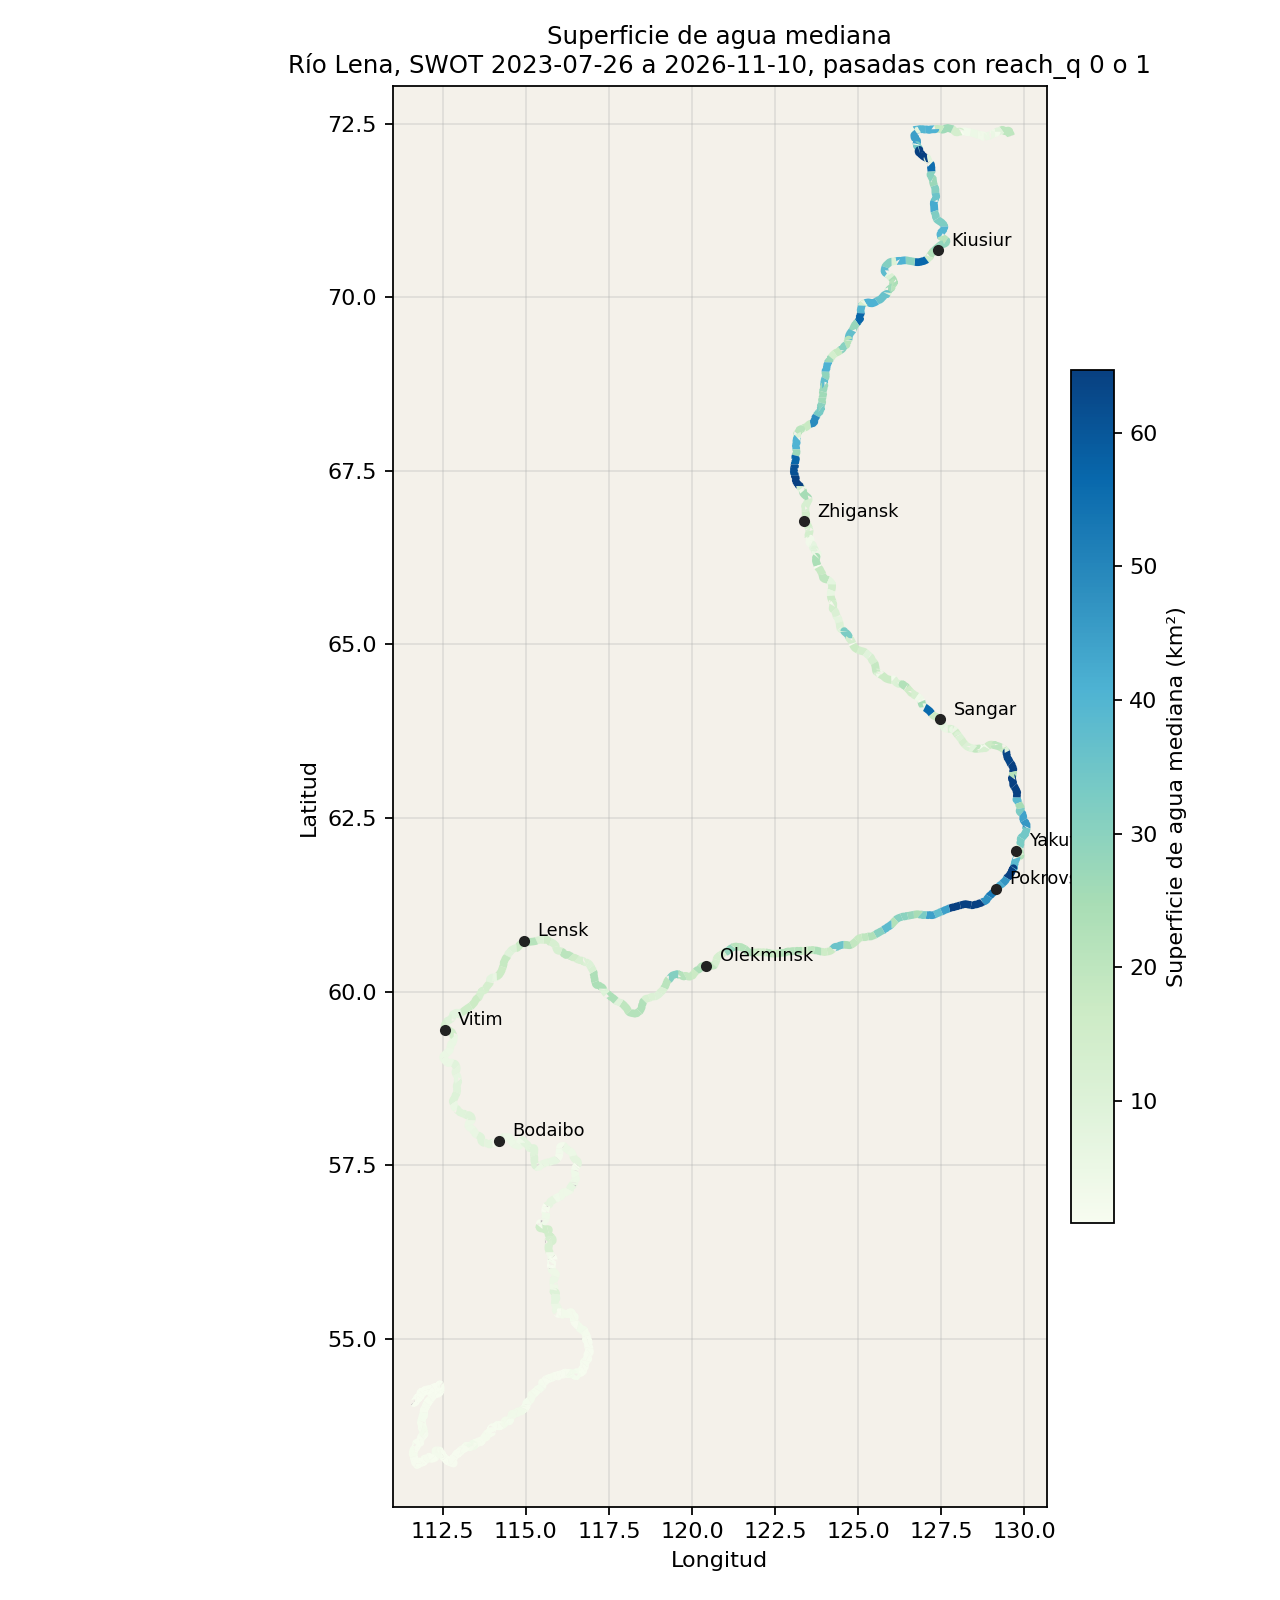 Superficie de agua mediana
Río Lena, SWOT 2023-07-26 a 2026-11-10, pasadas con reach_q 0 o 1
72.5
70.0
67.5
65.0
62.5
60.0
57.5
55.0
Latitud
Kiusiur
Zhigansk
Sangar
Yaku
Pokrov
Lensk
Olekminsk
Vitim
Bodaibo
112.5 115.0 117.5 120.0 122.5 125.0 127.5 130.0
Longitud
60
50
40
30
20
10
Superficie de agua mediana (km²)